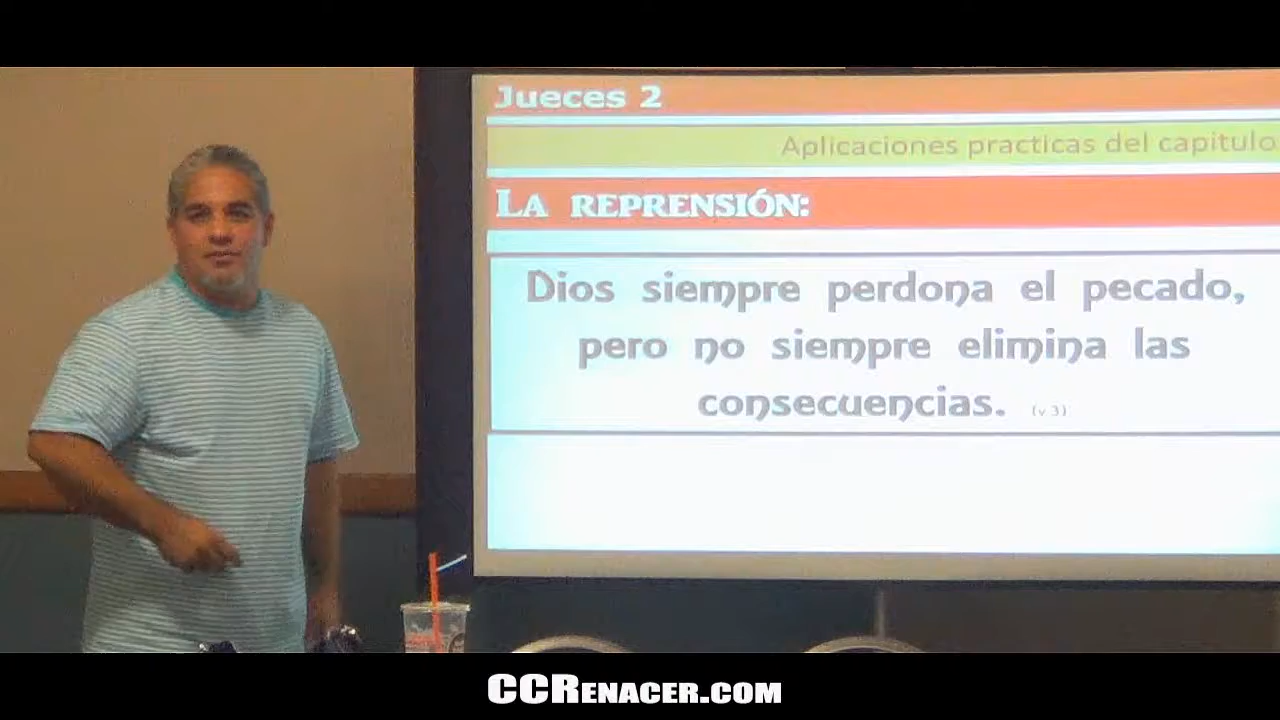 Jueces 2
Aplicaciones practicas del capitulo
La reprensión:
Dios siempre perdona el pecado,
pero no siempre elimina las
consecuencias. (v 3)
CCRenacer.com